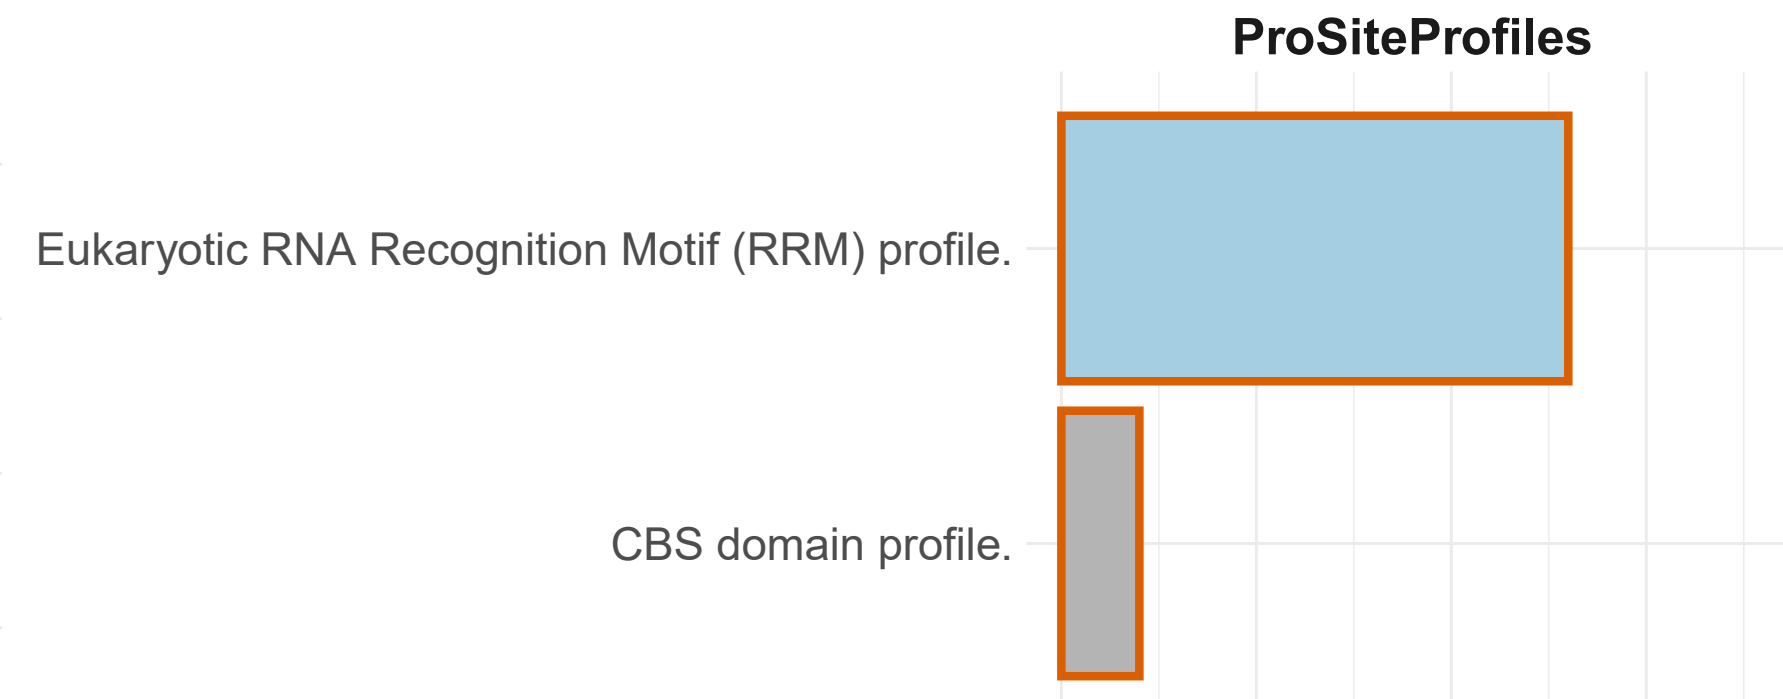 ProSiteProfiles
Eukaryotic RNA Recognition Motif (RRM) profile.
CBS domain profile.